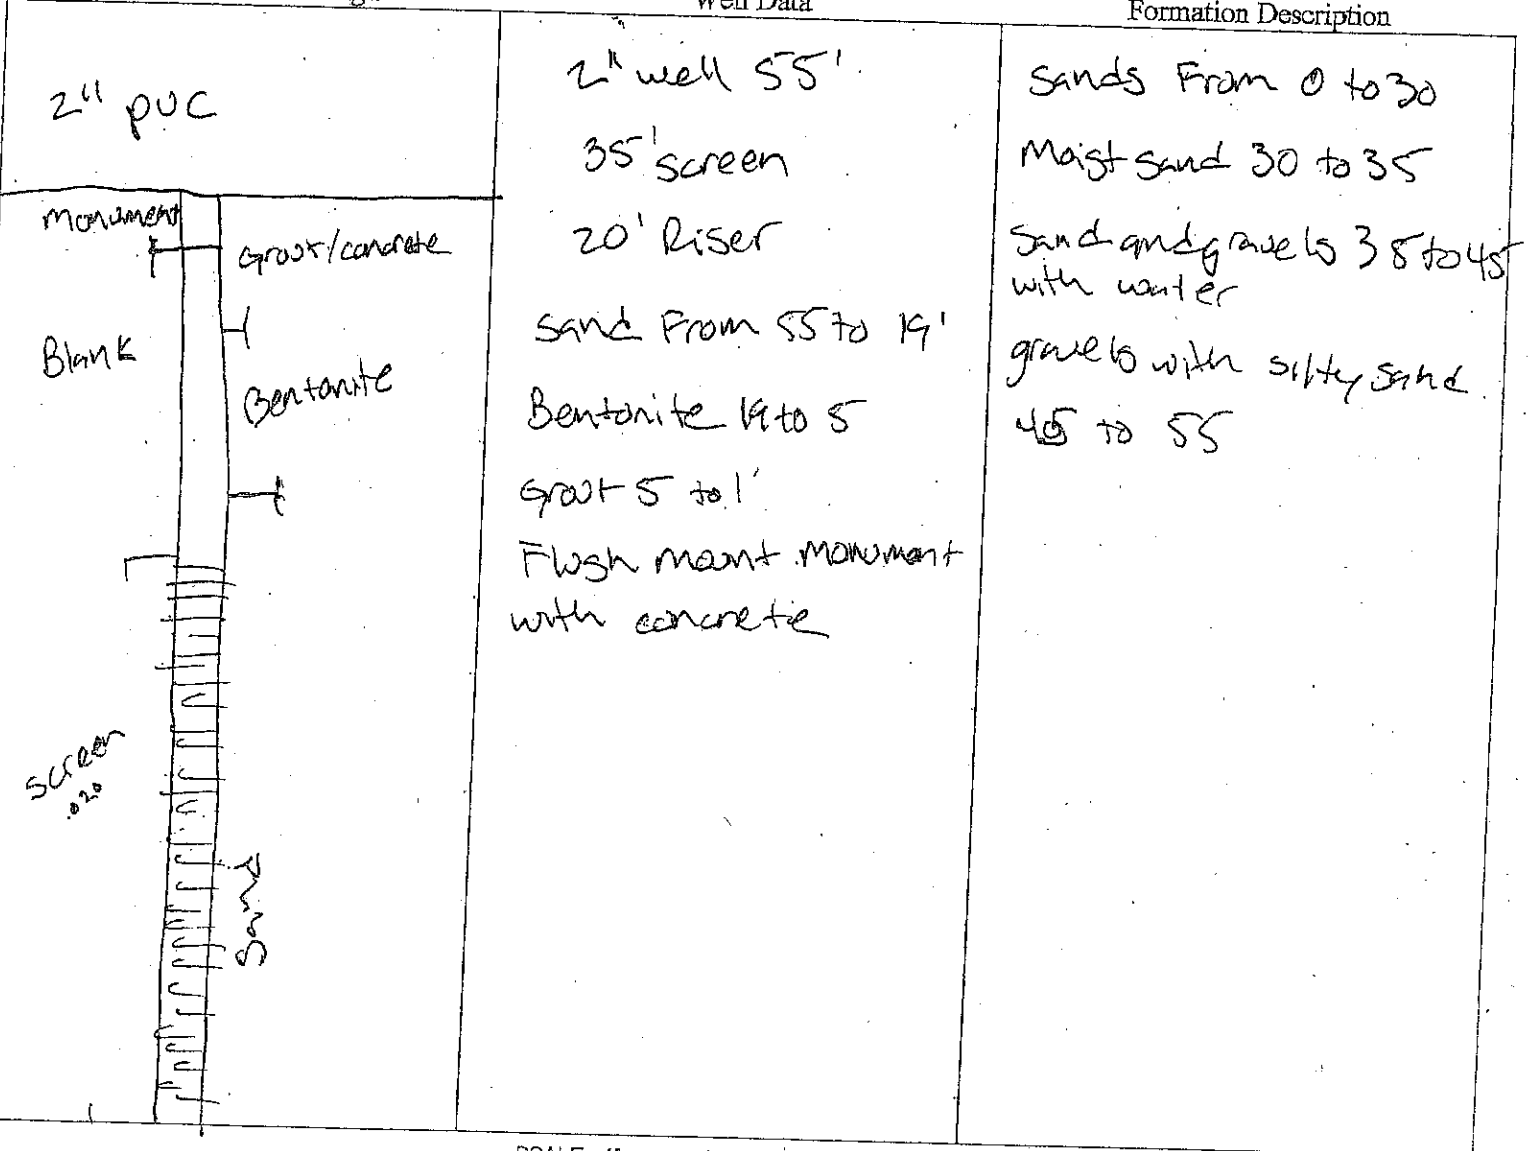 Well Data
Formation Description
2" PVC
Monument
Grout/concrete
Blank
Bentonite
Screen
.020
Sand
2" well 55'
35' screen
20' Riser
Sand From 55 to 19'
Bentonite 19 to 5
Grout 5 to 1'
Flush mount monument
with concrete
Sands From 0 to 30
Moist sand 30 to 35
Sand and gravels 35 to 45
with water
gravels with silty sand
45 to 55